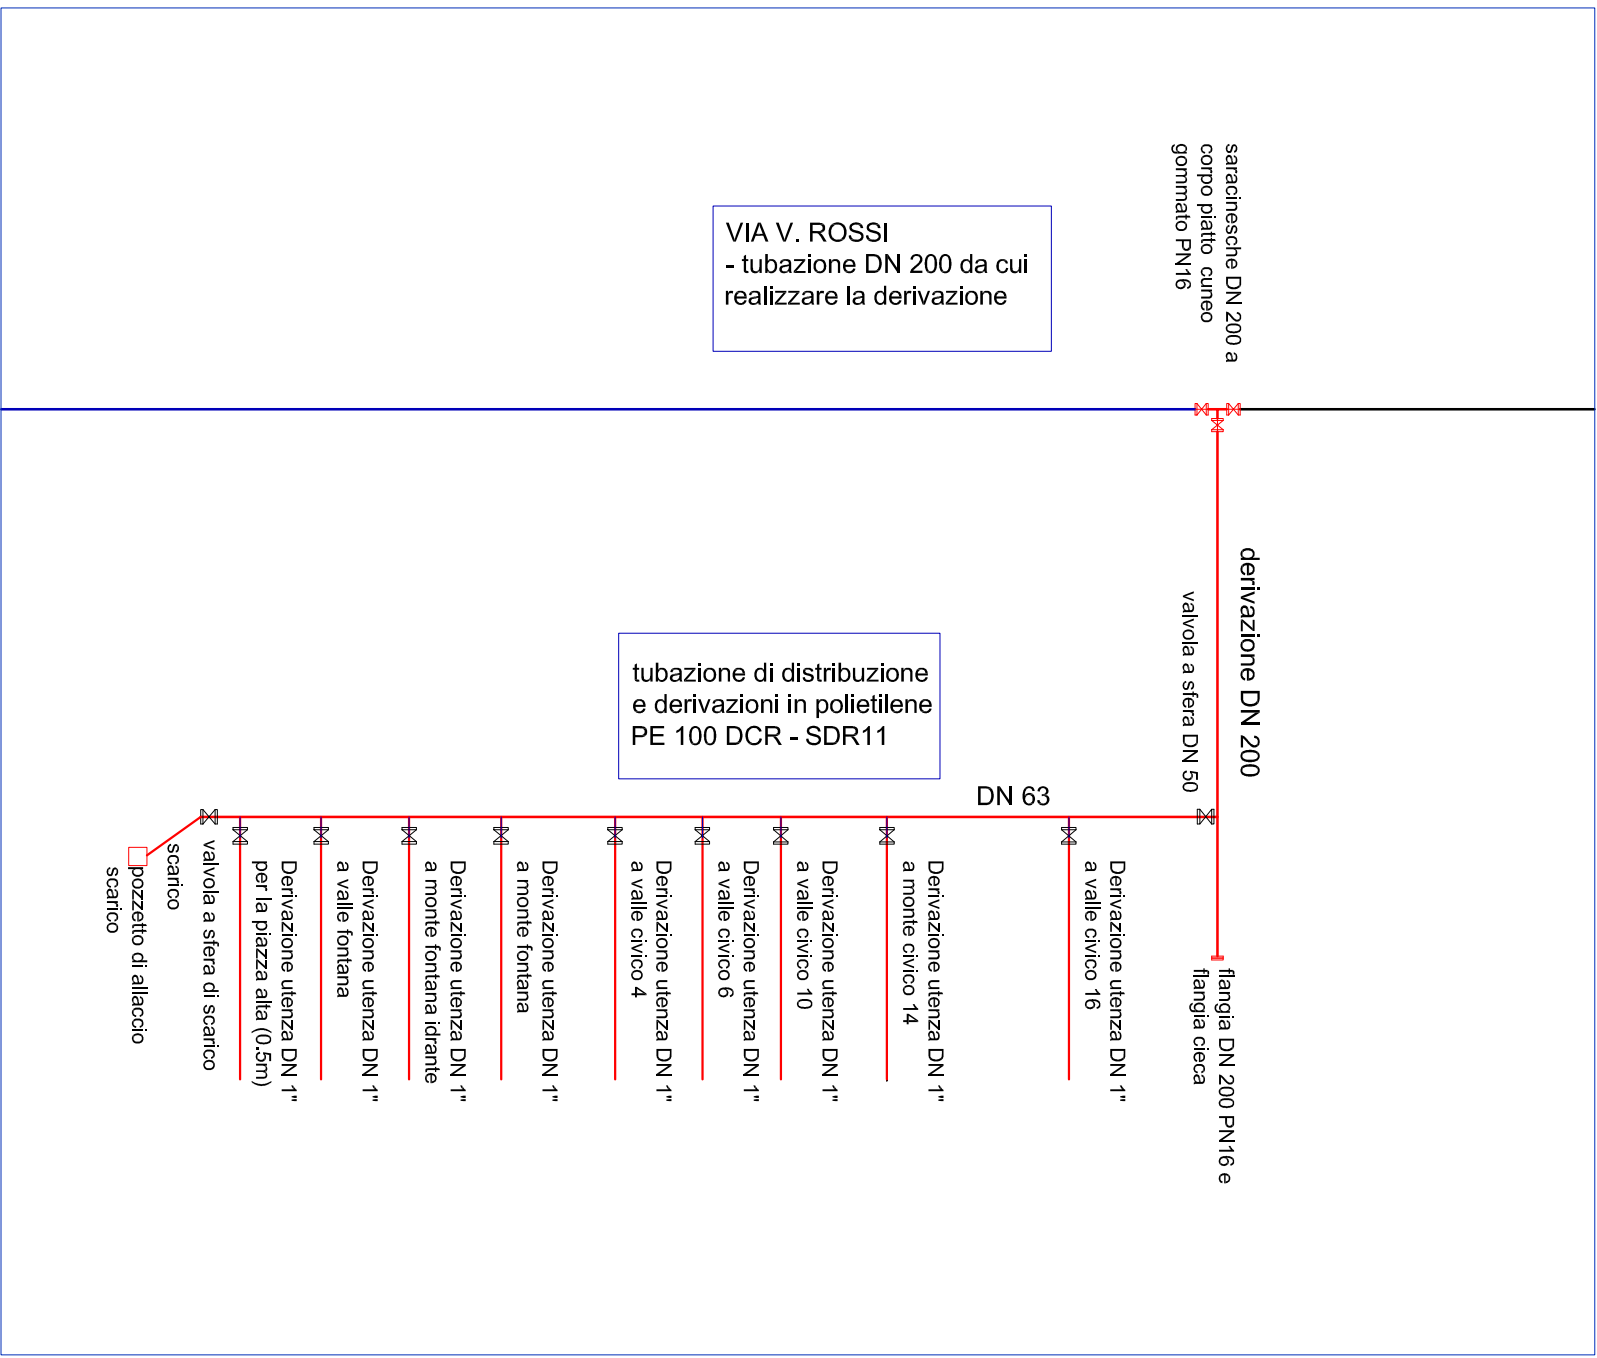 saracinesche DN 200 a
corpo piatto cuneo
gommato PN16
VIA V. ROSSI
- tubazione DN 200 da cui
realizzare la derivazione
derivazione DN 200
valvola a sfera DN 50
tubazione di distribuzione
e derivazioni in polietilene
PE 100 DCR - SDR11
DN 63
flangia DN 200 PN16 e
flangia cieca
Derivazione utenza DN 1"
a valle civico 16
Derivazione utenza DN 1"
a monte civico 14
Derivazione utenza DN 1"
a valle civico 10
Derivazione utenza DN 1"
a valle civico 6
Derivazione utenza DN 1"
a valle civico 4
Derivazione utenza DN 1"
a monte fontana
Derivazione utenza DN 1"
a monte fontana idrante
Derivazione utenza DN 1"
a valle fontana
Derivazione utenza DN 1"
per la piazza alta (0.5m)
valvola a sfera di scarico
scarico
pozzetto di allaccio
scarico